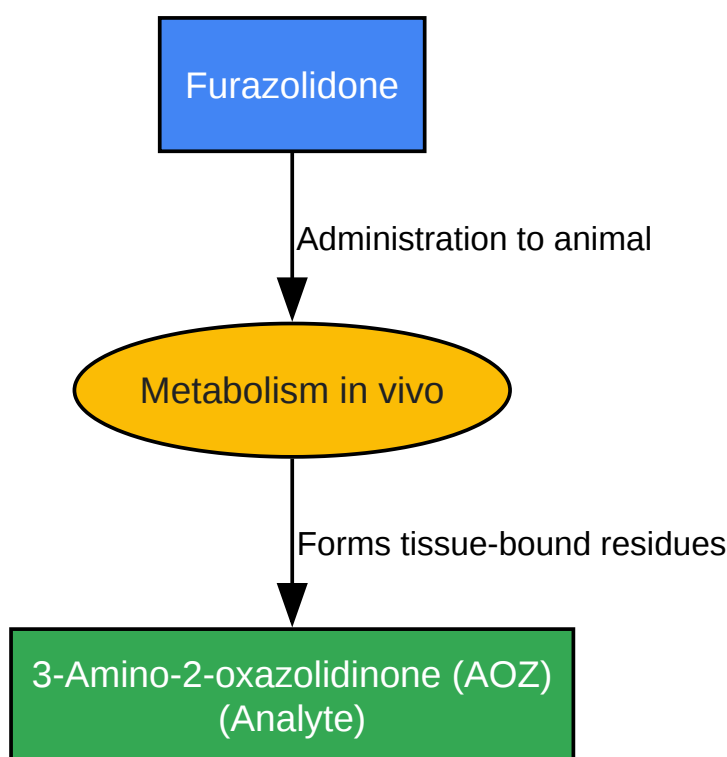 Furazolidone
Administration to animal
Metabolism in vivo
Forms tissue-bound residues
3-Amino-2-oxazolidinone (AOZ)
(Analyte)